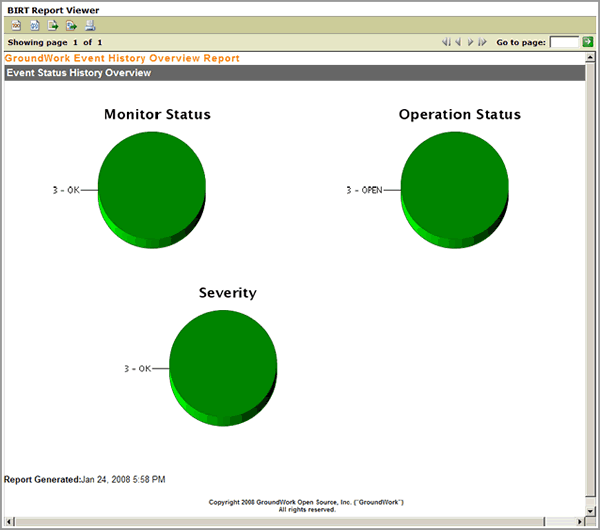 BIRT Report Viewer
Showing page 1 of 1 Go to page:
GroundWork Event History Overview Report
Event Status History Overview
Monitor Status Operation Status
3 - OK 3 - OPEN
Severity
3 - OK
Report Generated:Jan 24, 2008 5:58 PM
Copyright 2008 GroundWork Open Source, Inc. ("GroundWork")
All rights reserved.